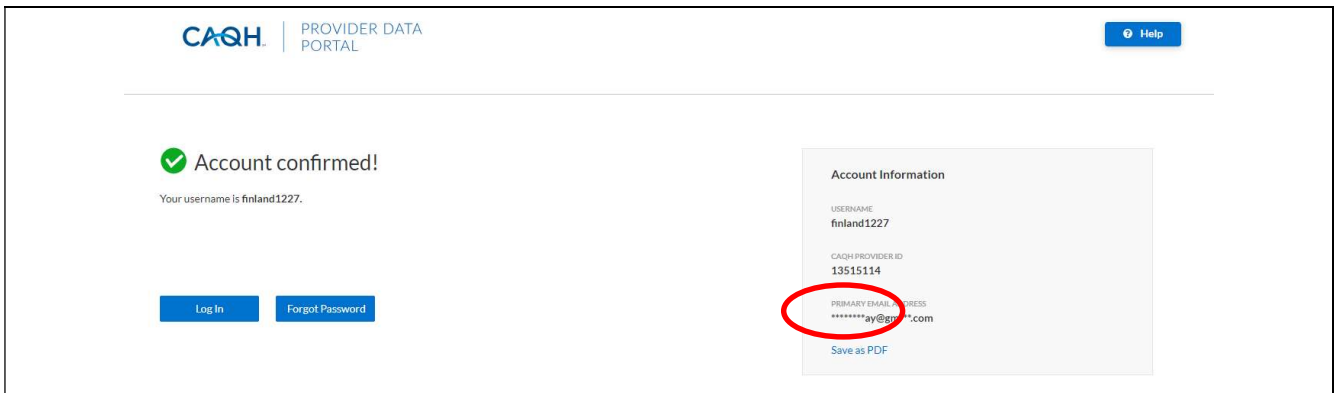 CAQH
PROVIDER DATA
PORTAL
Help
Account confirmed!
Your username is finland1227.
Log In
Forgot Password
Account Information
USERNAME
finland1227
CAQH PROVIDER ID
13515114
PRIMARY EMAIL ADDRESS
********ay@gm***.com
Save as PDF